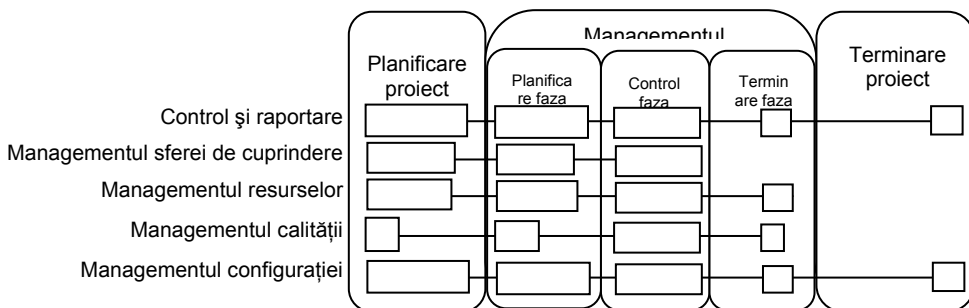 Managementul
Planificare
proiect
Terminare
proiect
Planifica
re faza
Control
faza
Termin
are faza
Control şi raportare
Managementul sferei de cuprindere
Managementul resurselor
Managementul calităţii
Managementul configuraţiei